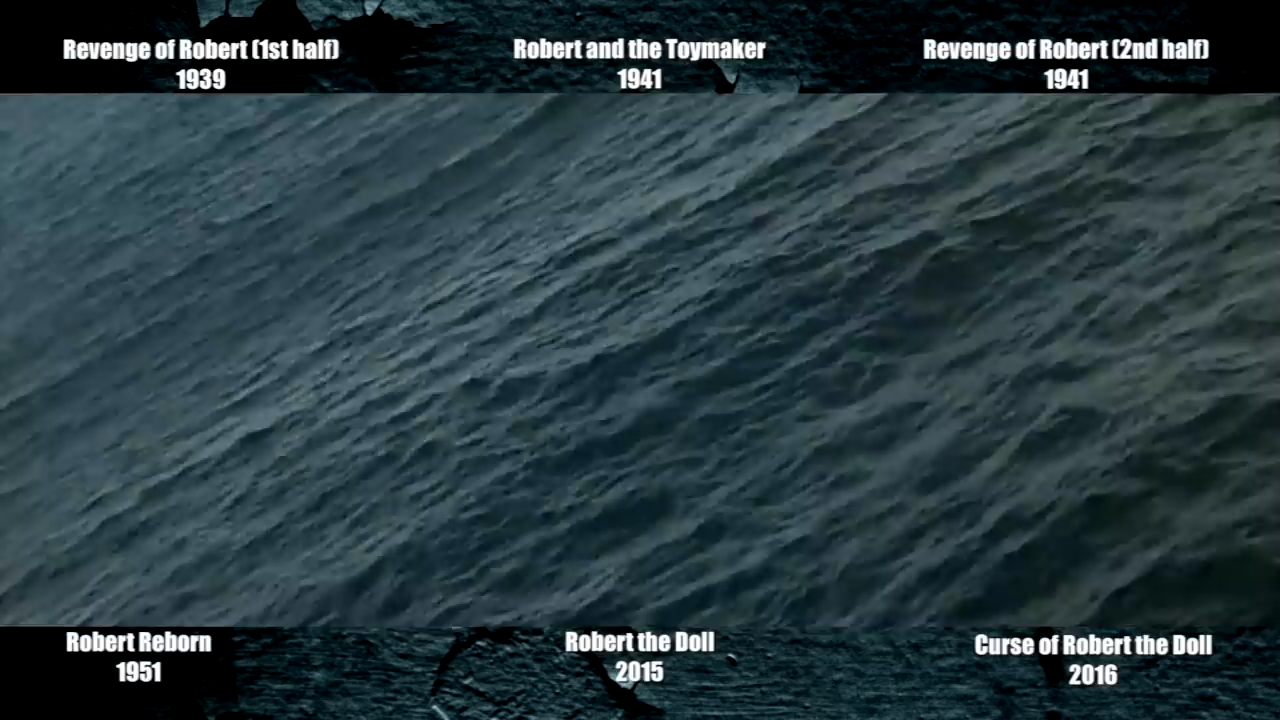 Revenge of Robert (1st half)
1939
Robert and the Toymaker
1941
Revenge of Robert (2nd half)
1941
Robert Reborn
1951
Robert the Doll
2015
Curse of Robert the Doll
2016